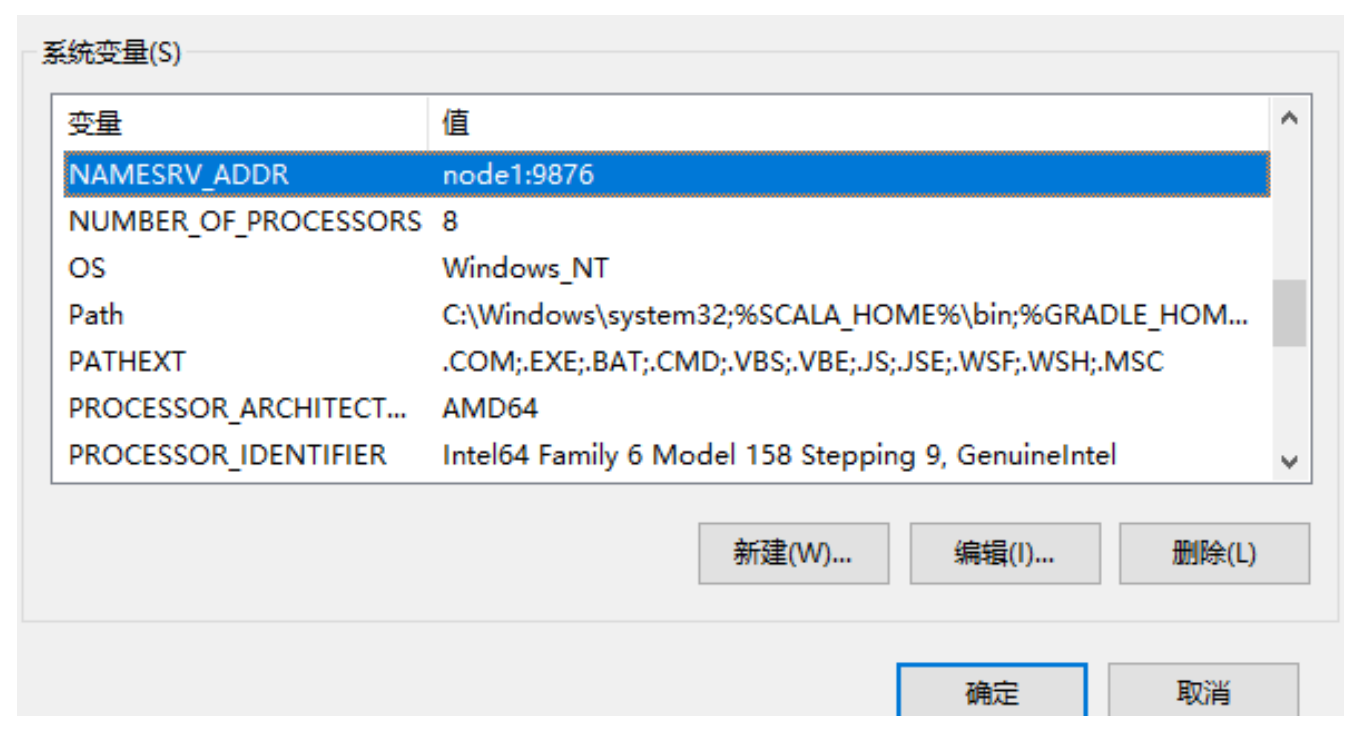 系统变量(S)
变量 值
NAMESRV_ADDR node1:9876
NUMBER_OF_PROCESSORS 8
OS Windows_NT
Path C:\Windows\system32;%SCALA_HOME%\bin;%GRADLE_HOM...
PATHEXT .COM;.EXE;.BAT;.CMD;.VBS;.VBE;.JS;.JSE;.WSF;.WSH;.MSC
PROCESSOR_ARCHITECT... AMD64
PROCESSOR_IDENTIFIER Intel64 Family 6 Model 158 Stepping 9, GenuineIntel
新建(W)... 编辑(I)... 删除(L)
确定 取消